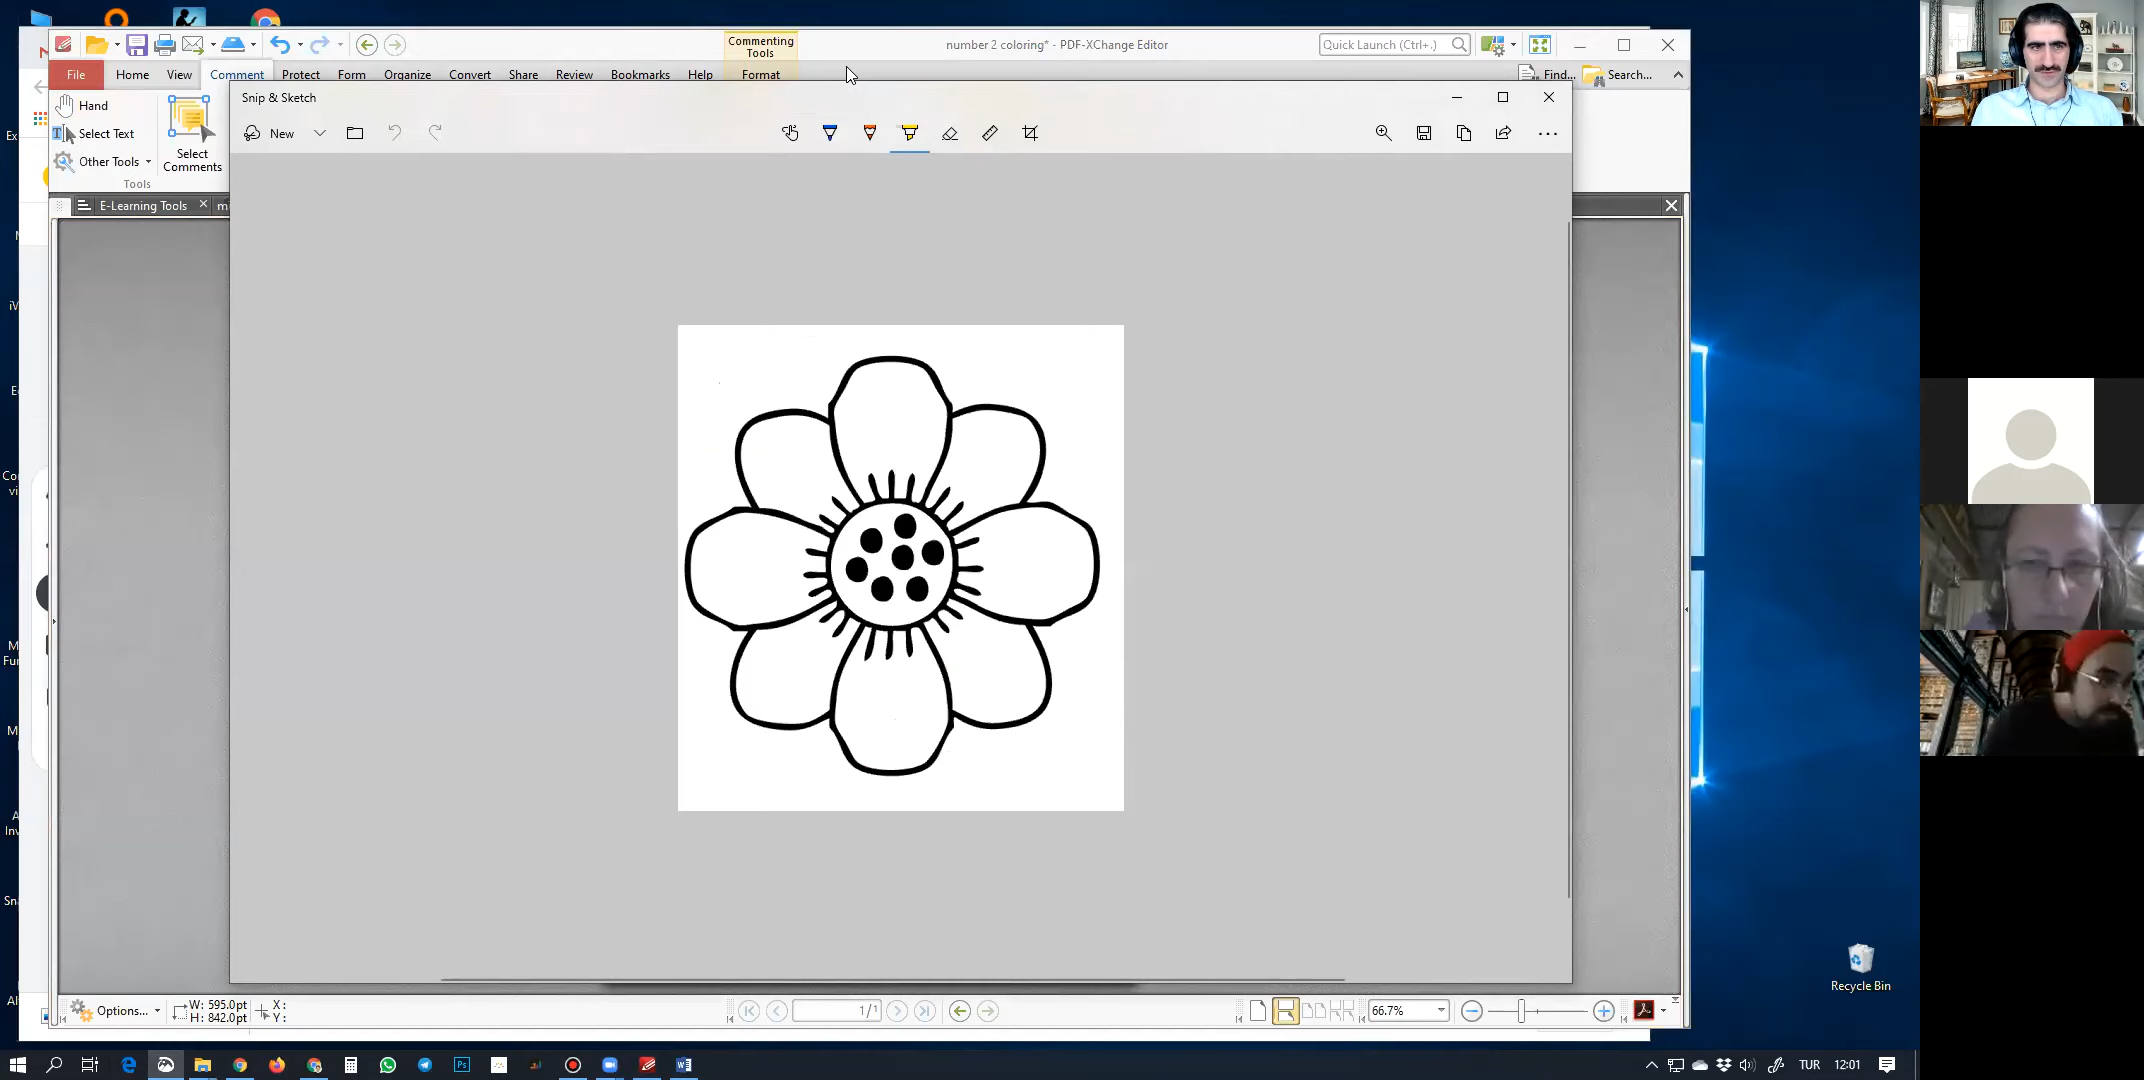 Commenting
Tools
number 2 coloring* - PDF-XChange Editor
Quick Launch (Ctrl+.)
File
Home
View
Comment
Protect
Form
Organize
Convert
Share
Review
Bookmarks
Help
Format
Find...
Search...
Hand
Select Text
Other Tools
Select
Comments
Tools
Snip & Sketch
New
E-Learning Tools
Options...
W: 595.0pt
H: 842.0pt
X:
Y:
1/1
66.7%
Recycle Bin
TUR
12:01